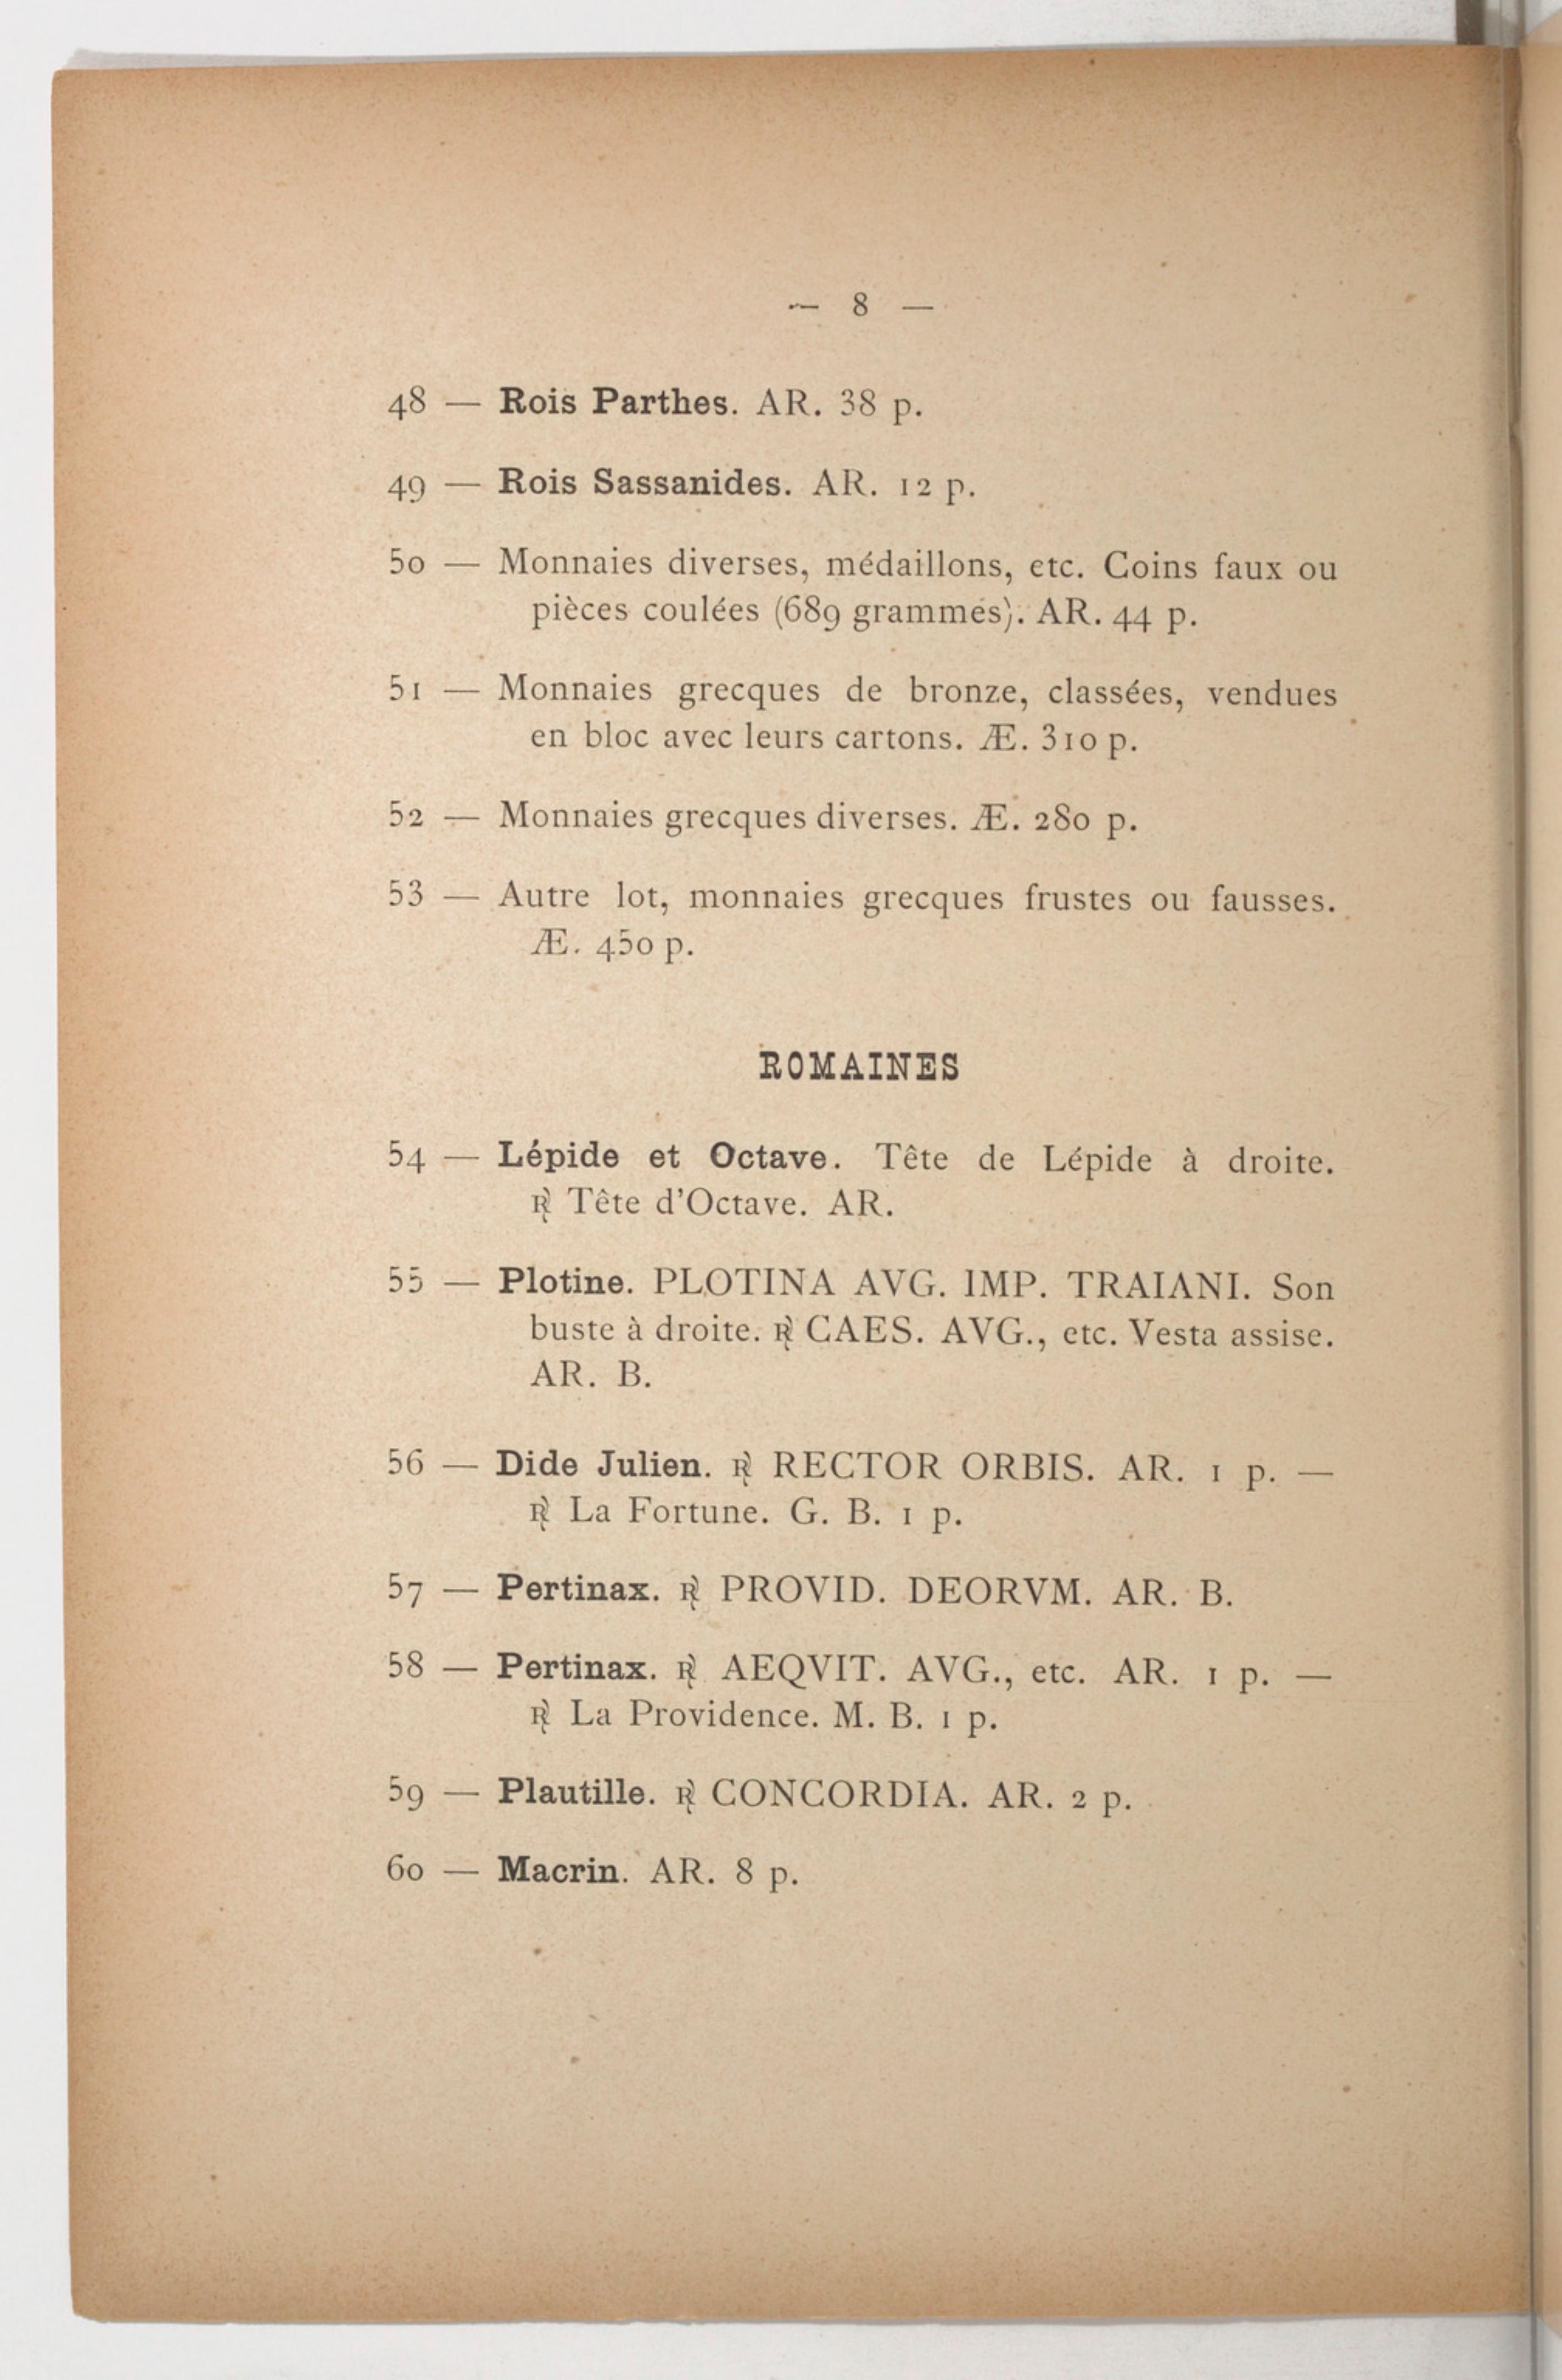 — 8 —
48 — Rois Parthes. AR. 38 p.
49 — Rois Sassanides. AR. 12 p.
50 — Monnaies diverses, médaillons, etc. Coins faux ou
pièces coulées (689 grammes). AR. 44 p.
51 — Monnaies grecques de bronze, classées, vendues
en bloc avec leurs cartons. Æ. 310 p.
52 — Monnaies grecques diverses. Æ. 280 p.
53 — Autre lot, monnaies grecques frustes ou fausses.
Æ. 450 p.
ROMAINES
54 — Lépide et Octave. Tête de Lépide à droite.
℟ Tête d'Octave. AR.
55 — Plotine. PLOTINA AVG. IMP. TRAIANI. Son
buste à droite. ℟ CAES. AVG., etc. Vesta assise.
AR. B.
56 — Dide Julien. ℟ RECTOR ORBIS. AR. 1 p. —
℟ La Fortune. G. B. 1 p.
57 — Pertinax. ℟ PROVID. DEORVM. AR. B.
58 — Pertinax. ℟ AEQVIT. AVG., etc. AR. 1 p. —
℟ La Providence. M. B. 1 p.
59 — Plautille. ℟ CONCORDIA. AR. 2 p.
60 — Macrin. AR. 8 p.